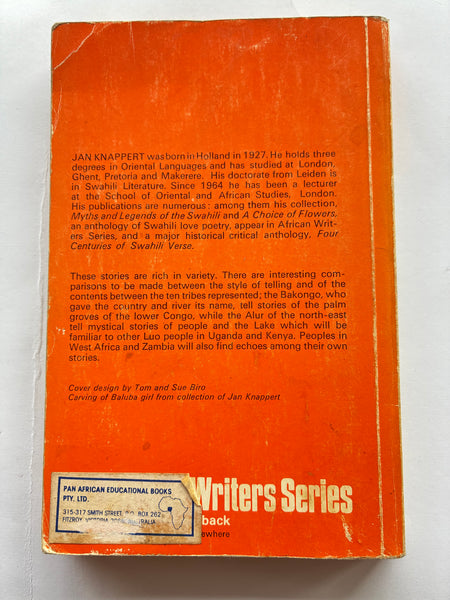 JAN KNAPPERT was born in Holland in 1927. He holds three
degrees in Oriental Languages and has studied at London,
Ghent, Pretoria and Makerere. His doctorate from Leiden is
in Swahili Literature. Since 1964 he has been a lecturer
at the School of Oriental and African Studies, London.
His publications are numerous: among them his collection,
Myths and Legends of the Swahili and A Choice of Flowers,
an anthology of Swahili love poetry, appear in African Writ-
ers Series, and a major historical critical anthology, Four
Centuries of Swahili Verse.
These stories are rich in variety. There are interesting com-
parisons to be made between the style of telling and of
the contents between the ten tribes represented; the Bakongo, who
gave the country and river its name, tell stories of the palm
groves of the lower Congo, while the Alur of the north-east
tell mystical stories of people and the Lake which will be
familiar to other Luo people in Uganda and Kenya. Peoples in
West Africa and Zambia will also find echoes among their own
stories.
Cover design by Tom and Sue Biro
Carving of Baluba girl from collection of Jan Knappert
Writers Series
back
ewhere
PAN AFRICAN EDUCATIONAL BOOKS
PTY. LTD.
315-317 SMITH STREET, P.O. BOX 262
FITZROY, VICTORIA AUSTRALIA